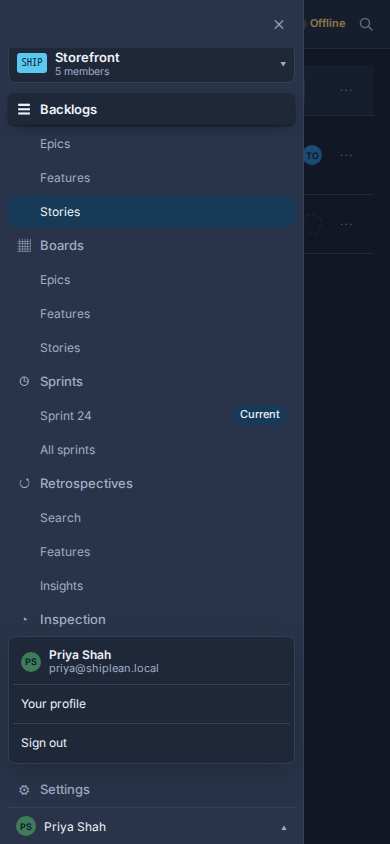 Offline
SHIP
Storefront
5 members
Backlogs
Epics
Features
Stories
Boards
Epics
Features
Stories
Sprints
Sprint 24
Current
All sprints
Retrospectives
Search
Features
Insights
Inspection
PS
Priya Shah
priya@shiplean.local
Your profile
Sign out
Settings
PS
Priya Shah
TO